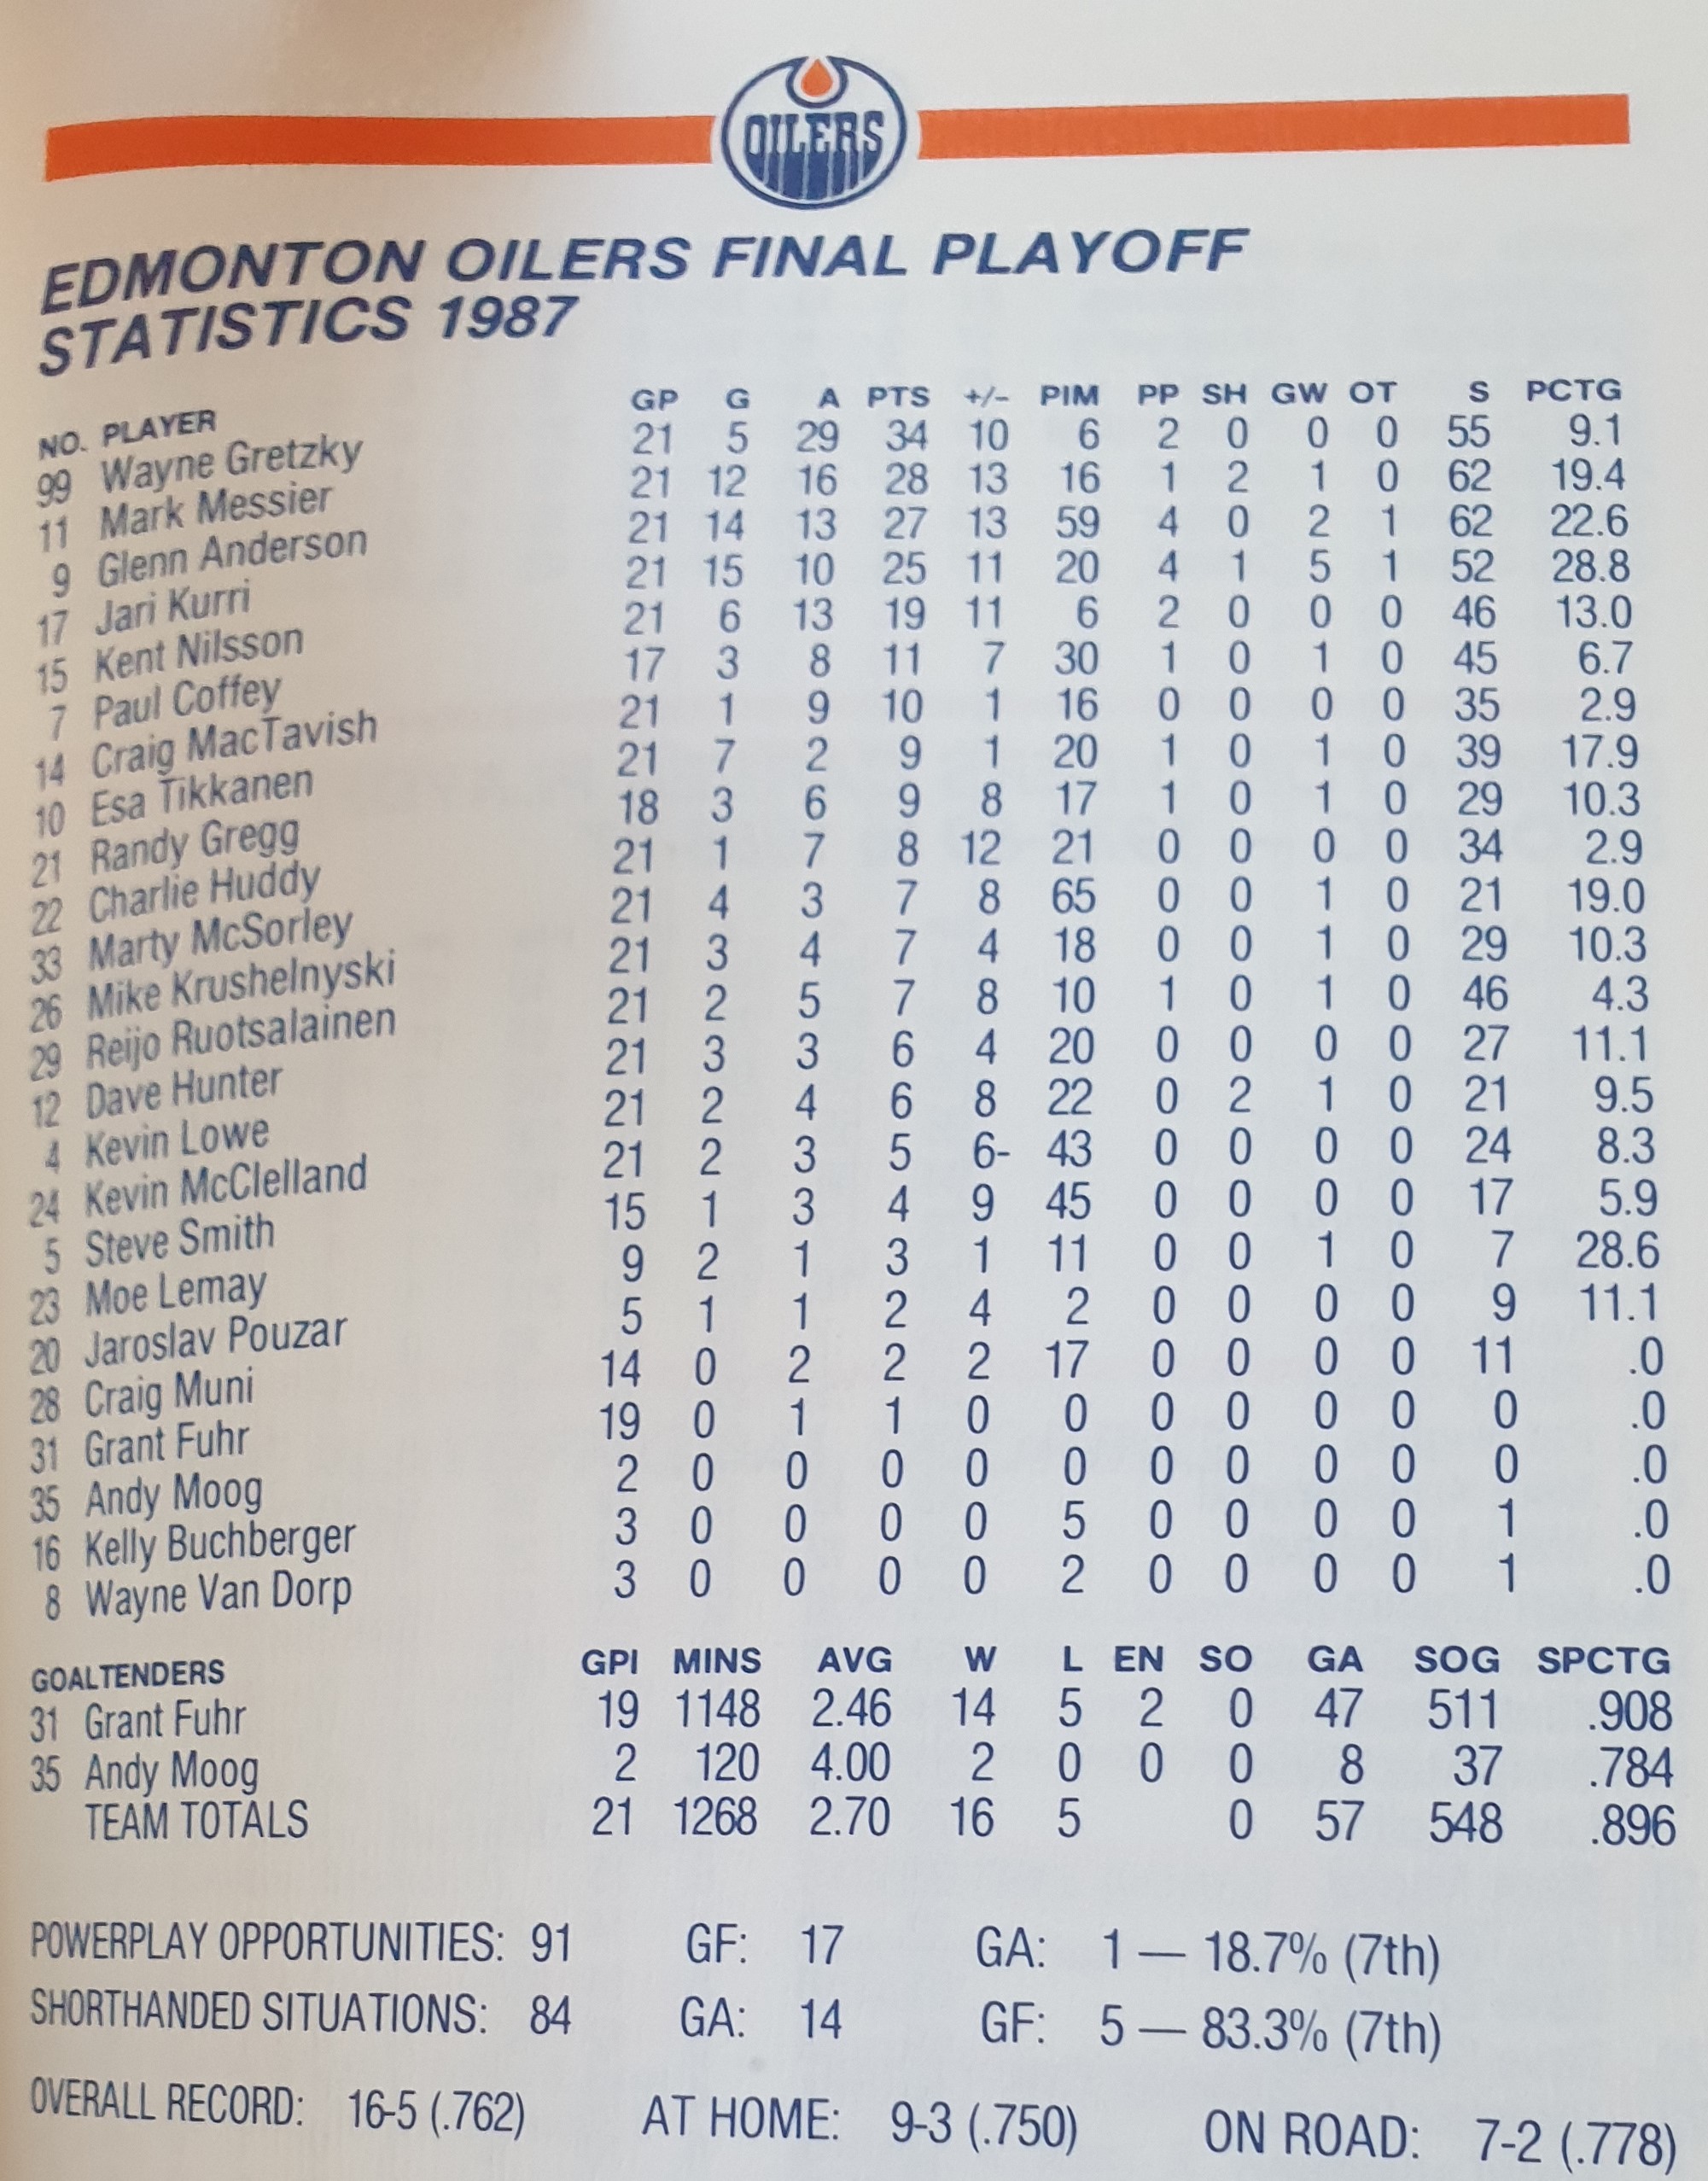 OILERS
EDMONTON OILERS FINAL PLAYOFF
STATISTICS 1987
NO. PLAYER GP G A PTS +/- PIM PP SH GW OT S PCTG
99 Wayne Gretzky 21 5 29 34 10 6 2 0 0 0 55 9.1
11 Mark Messier 21 12 16 28 13 16 1 2 1 0 62 19.4
9 Glenn Anderson 21 14 13 27 13 59 4 0 2 1 62 22.6
17 Jari Kurri 21 15 10 25 11 20 4 1 5 1 52 28.8
15 Kent Nilsson 21 6 13 19 11 6 2 0 0 0 46 13.0
7 Paul Coffey 17 3 8 11 7 30 1 0 1 0 45 6.7
14 Craig MacTavish 21 1 9 10 1 16 0 0 0 0 35 2.9
10 Esa Tikkanen 21 7 2 9 1 20 1 0 1 0 39 17.9
21 Randy Gregg 18 3 6 9 8 17 1 0 1 0 29 10.3
22 Charlie Huddy 21 1 7 8 12 21 0 0 0 0 34 2.9
33 Marty McSorley 21 4 3 7 8 65 0 0 1 0 21 19.0
26 Mike Krushelnyski 21 3 4 7 4 18 0 0 1 0 29 10.3
29 Reijo Ruotsalainen 21 2 5 7 8 10 1 0 1 0 46 4.3
12 Dave Hunter 21 3 3 6 4 20 0 0 0 0 27 11.1
4 Kevin Lowe 21 2 4 6 8 22 0 2 1 0 21 9.5
24 Kevin McClelland 21 2 3 5 6- 43 0 0 0 0 24 8.3
5 Steve Smith 15 1 3 4 9 45 0 0 0 0 17 5.9
23 Moe Lemay 9 2 1 3 1 11 0 0 1 0 7 28.6
20 Jaroslav Pouzar 5 1 1 2 4 2 0 0 0 0 9 11.1
28 Craig Muni 14 0 2 2 2 17 0 0 0 0 11 .0
31 Grant Fuhr 19 0 1 1 0 0 0 0 0 0 0 .0
35 Andy Moog 2 0 0 0 0 0 0 0 0 0 0 .0
16 Kelly Buchberger 3 0 0 0 0 5 0 0 0 0 1 .0
8 Wayne Van Dorp 3 0 0 0 0 2 0 0 0 0 1 .0
GOALTENDERS GPI MINS AVG W L EN SO GA SOG SPCTG
31 Grant Fuhr 19 1148 2.46 14 5 2 0 47 511 .908
35 Andy Moog 2 120 4.00 2 0 0 0 8 37 .784
TEAM TOTALS 21 1268 2.70 16 5 0 57 548 .896
POWERPLAY OPPORTUNITIES: 91 GF: 17 GA: 1 — 18.7% (7th)
SHORTHANDED SITUATIONS: 84 GA: 14 GF: 5 — 83.3% (7th)
OVERALL RECORD: 16-5 (.762) AT HOME: 9-3 (.750) ON ROAD: 7-2 (.778)